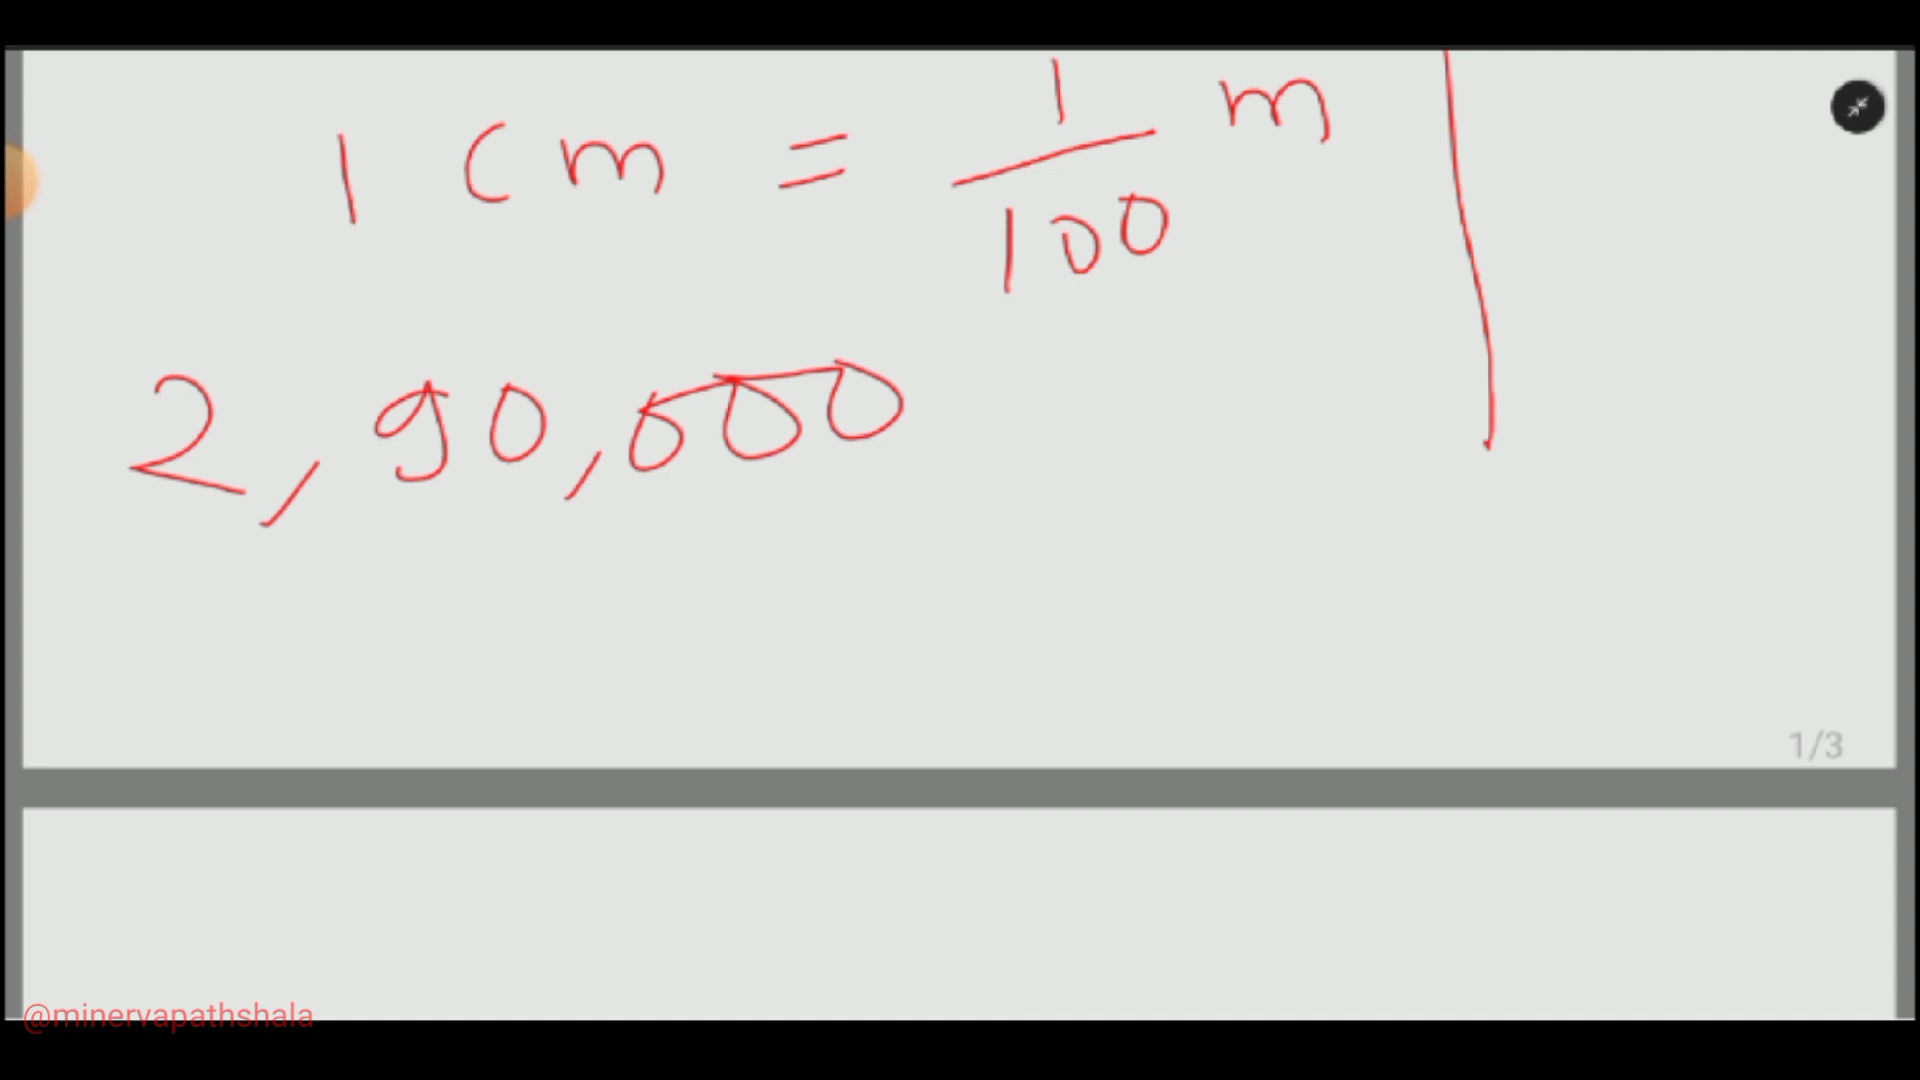 1 cm = 1/100 m
2,90,000
1/3
@minervapathshala